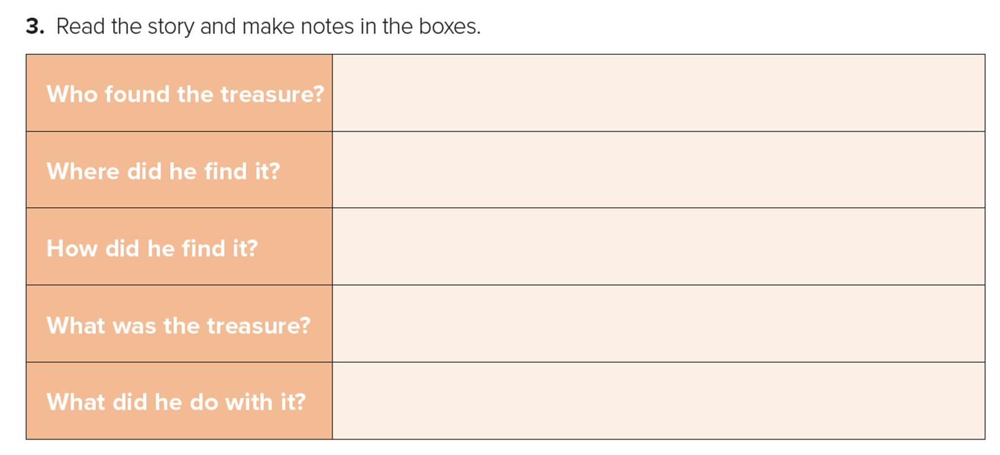 3. Read the story and make notes in the boxes.
Who found the treasure?
Where did he find it?
How did he find it?
What was the treasure?
What did he do with it?